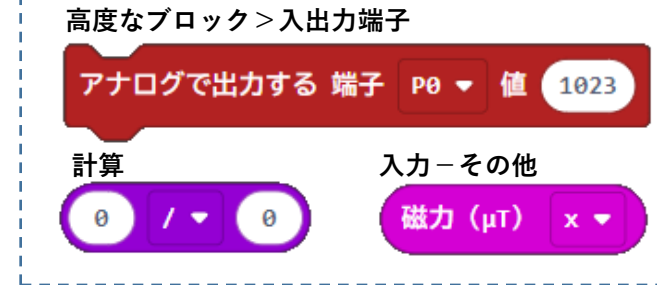 高度なブロック＞入出力端子
アナログで出力する 端子 P0 値 1023
計算 入力－その他
0 / 0 磁力（μT） x